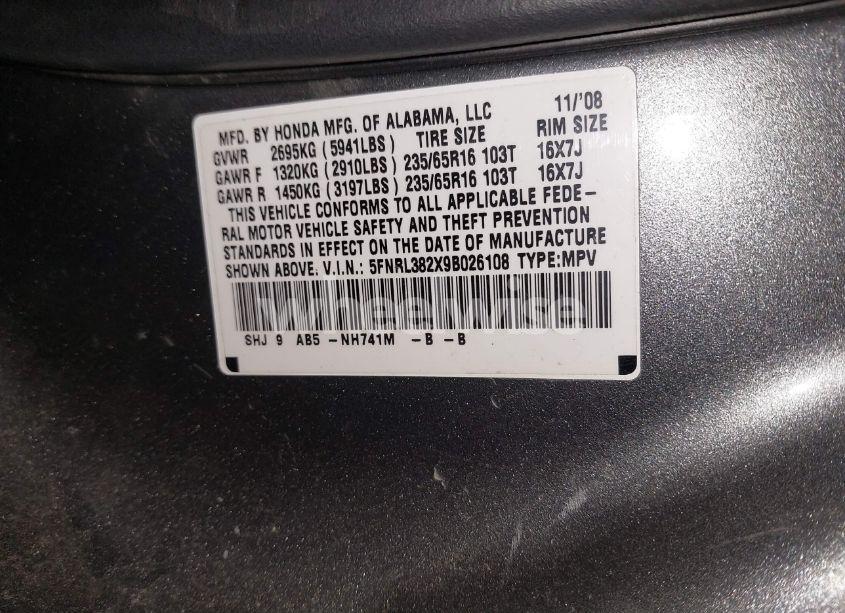 MFD. BY HONDA MFG. OF ALABAMA, LLC 11/'08
GVWR 2695KG ( 5941LBS ) TIRE SIZE RIM SIZE
GAWR F 1320KG ( 2910LBS ) 235/65R16 103T 16X7J
GAWR R 1450KG ( 3197LBS ) 235/65R16 103T 16X7J
THIS VEHICLE CONFORMS TO ALL APPLICABLE FEDE-
RAL MOTOR VEHICLE SAFETY AND THEFT PREVENTION
STANDARDS IN EFFECT ON THE DATE OF MANUFACTURE
SHOWN ABOVE. V.I.N.: 5FNRL382X9B026108 TYPE:MPV
Wheelwise
SHJ 9 AB5 -NH741M -B -B